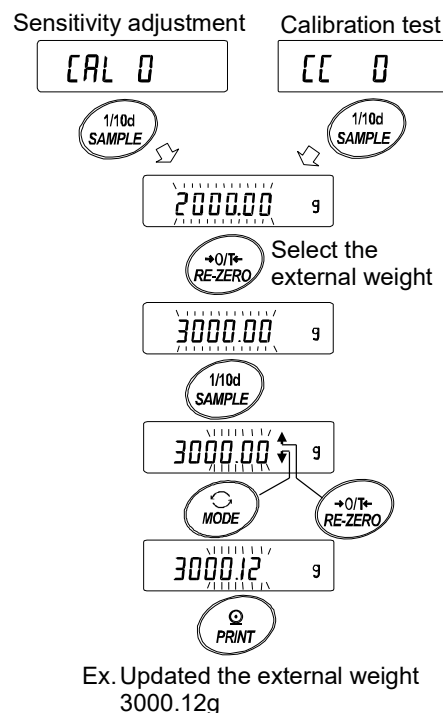 Sensitivity adjustment
Calibration test
CAL 0
CC 0
1/10d
SAMPLE
1/10d
SAMPLE
2000.00 g
→0/T←
RE-ZERO
Select the
external weight
3000.00 g
1/10d
SAMPLE
3000.00 g
MODE
→0/T←
RE-ZERO
3000.12 g
PRINT
Ex. Updated the external weight
3000.12g